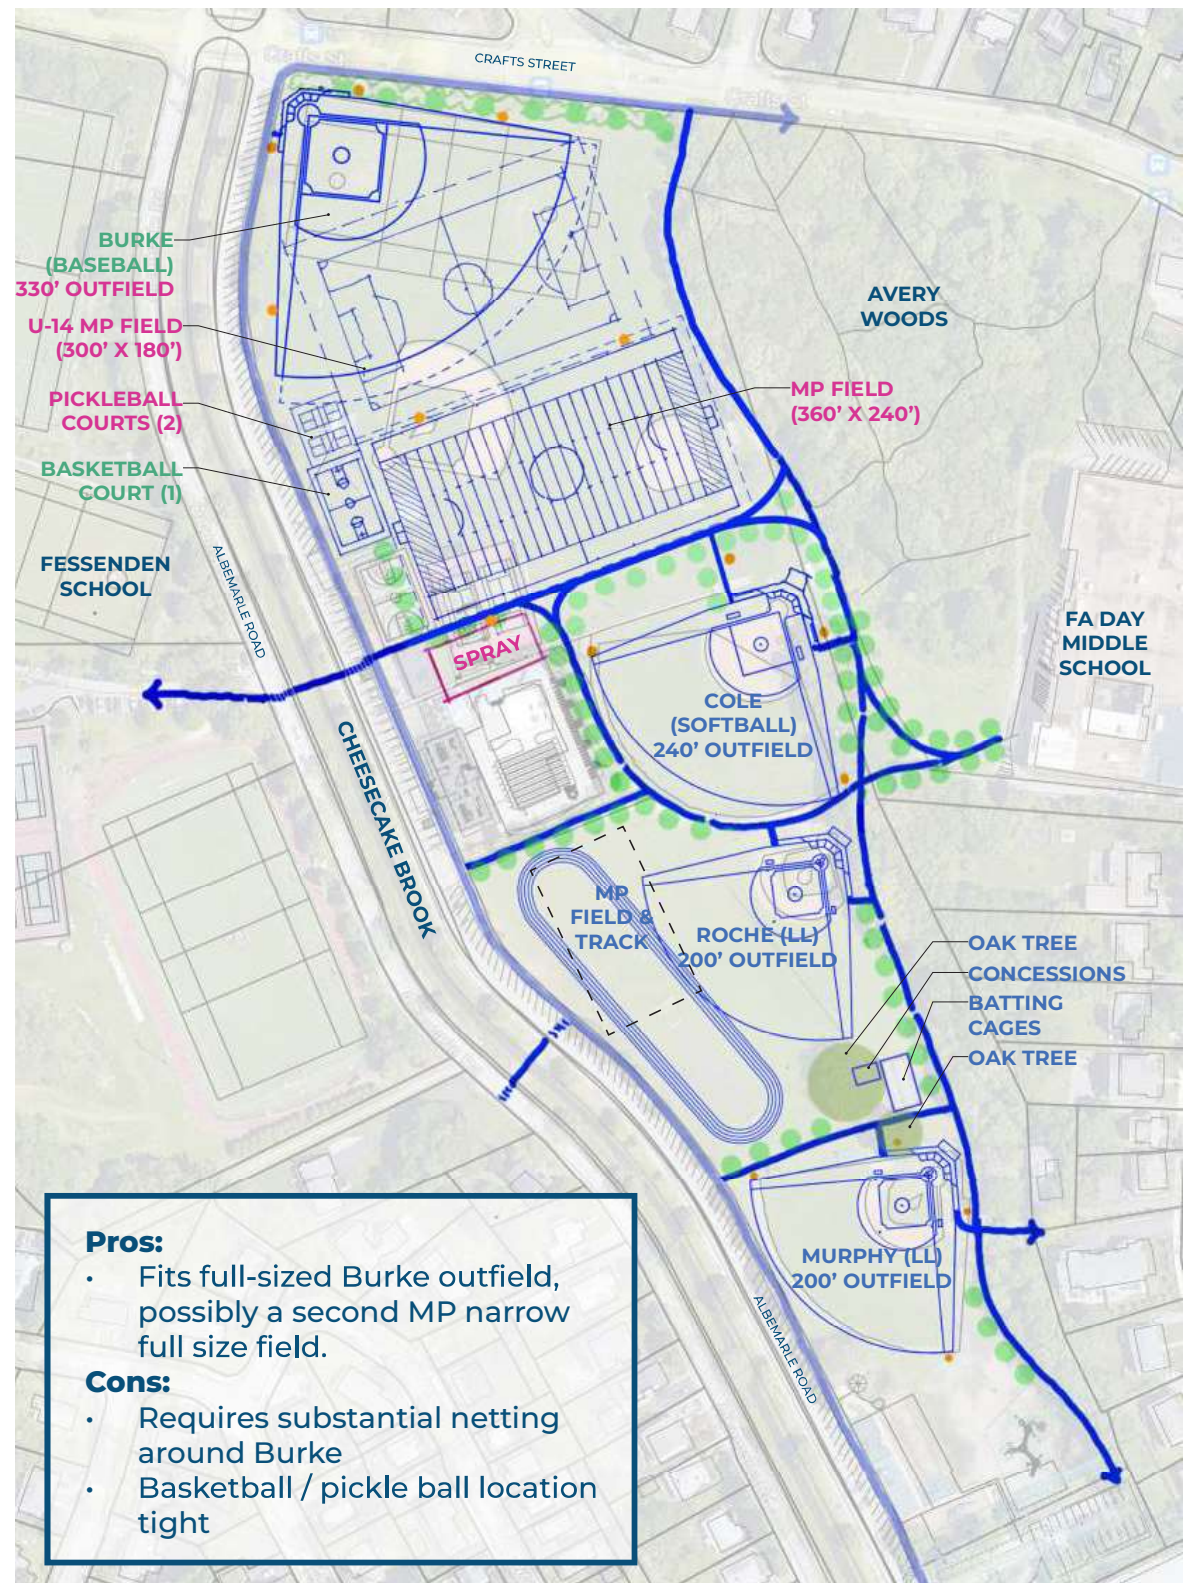 CRAFTS STREET
BURKE
(BASEBALL)
330’ OUTFIELD
U-14 MP FIELD
(300’ X 180’)
PICKLEBALL
COURTS (2)
BASKETBALL
COURT (1)
FESSENDEN
SCHOOL
ALBEMARLE ROAD
AVERY
WOODS
MP FIELD
(360’ X 240’)
FA DAY
MIDDLE
SCHOOL
SPRAY
COLE
(SOFTBALL)
240’ OUTFIELD
CHEESECAKE BROOK
MP
FIELD &
TRACK
ROCHE (LL)
200’ OUTFIELD
OAK TREE
CONCESSIONS
BATTING
CAGES
OAK TREE
MURPHY (LL)
200’ OUTFIELD
ALBEMARLE ROAD
Pros:
• Fits full-sized Burke outfield,
possibly a second MP narrow
full size field.
Cons:
• Requires substantial netting
around Burke
• Basketball / pickle ball location
tight